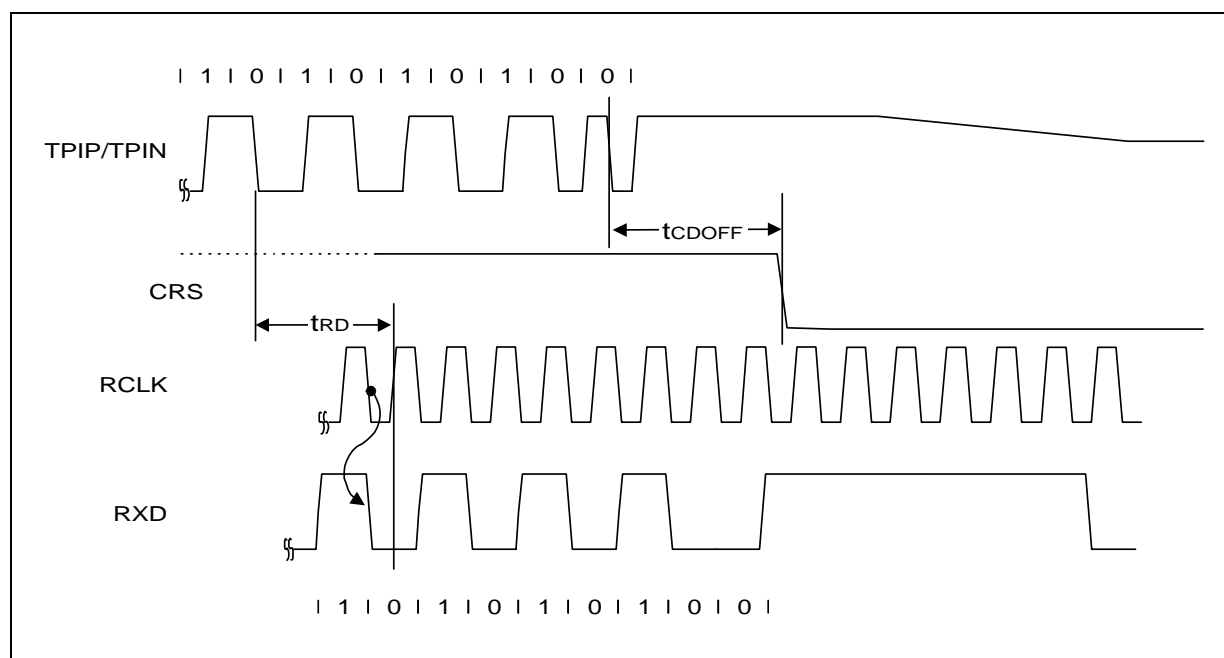 | 1 | 0 | 1 | 0 | 1 | 0 | 1 | 0 | 0 |
TPIP/TPIN
tCDOFF
CRS
tRD
RCLK
RXD
| 1 | 0 | 1 | 0 | 1 | 0 | 1 | 0 | 0 |